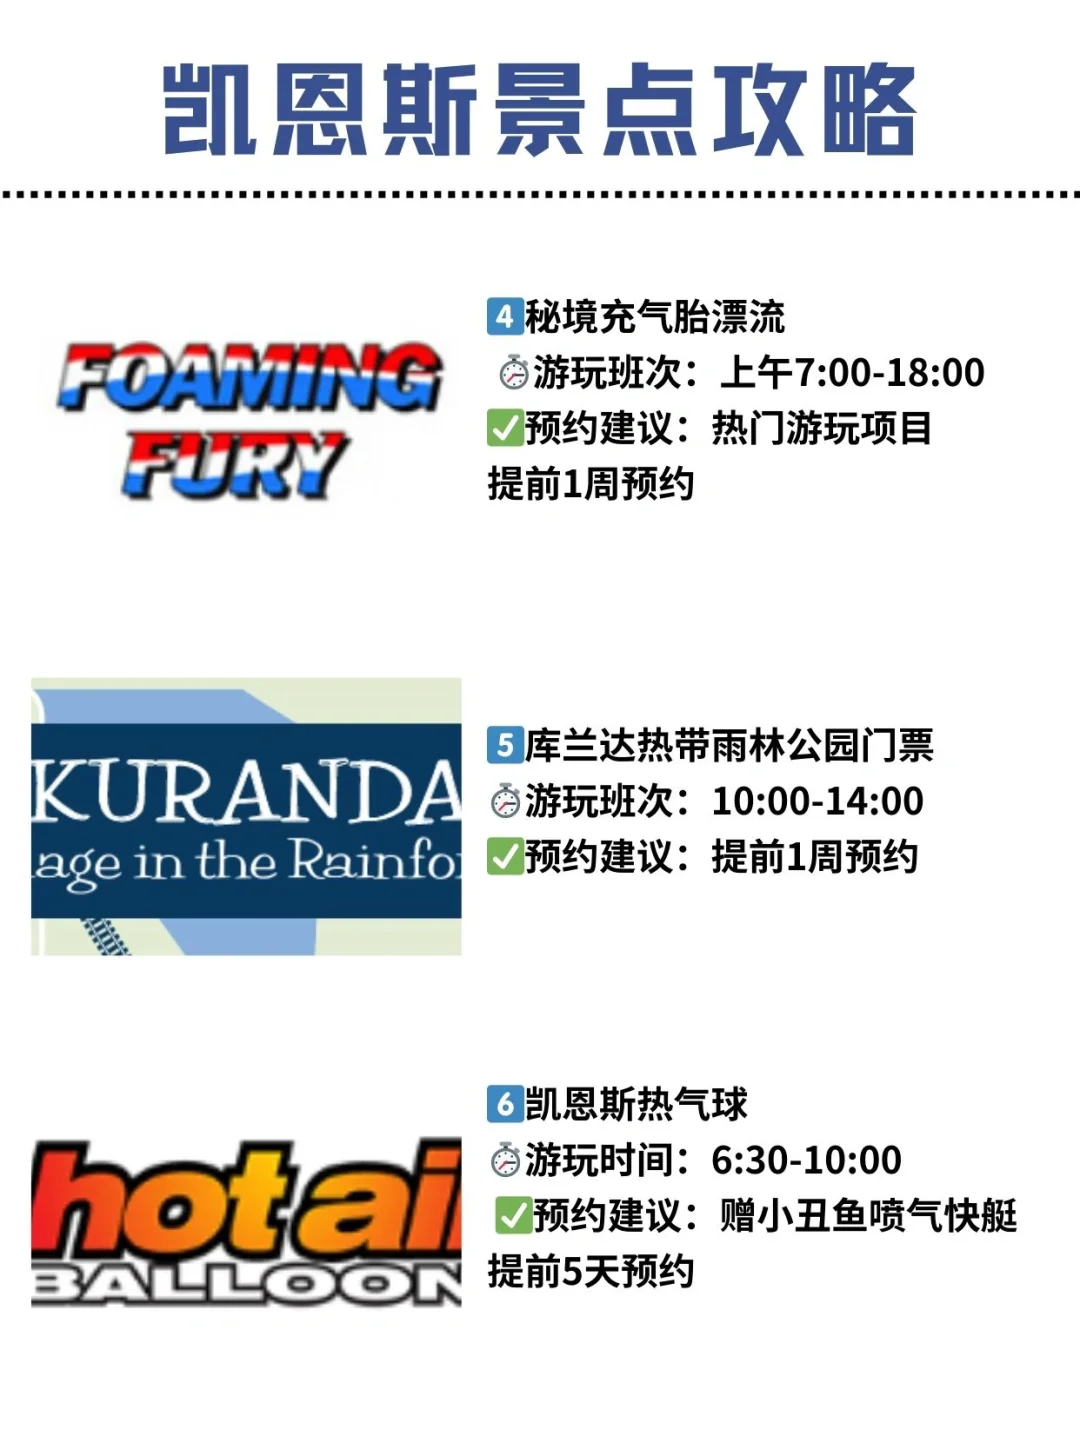 凯恩斯景点攻略
FOAMING
FURY
4️⃣秘境充气胎漂流
⏱游玩班次：上午7:00-18:00
✅预约建议：热门游玩项目
提前1周预约
KURANDA
age in the Rainfo
5️⃣库兰达热带雨林公园门票
⏱游玩班次：10:00-14:00
✅预约建议：提前1周预约
hot ai
BALLOON
6️⃣凯恩斯热气球
⏱游玩时间：6:30-10:00
✅预约建议：赠小丑鱼喷气快艇
提前5天预约